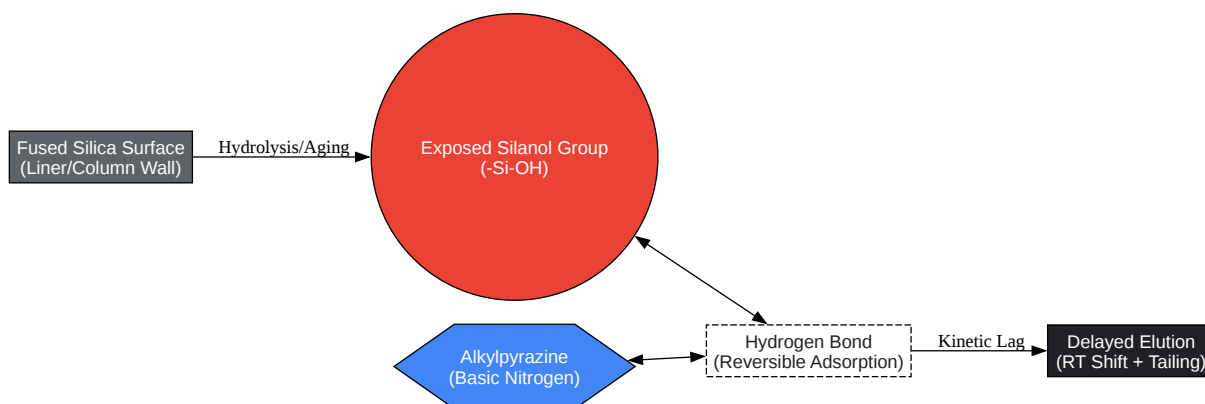 Fused Silica Surface
(Liner/Column Wall)
Hydrolysis/Aging
Exposed Silanol Group
(-Si-OH)
Alkylpyrazine
(Basic Nitrogen)
Hydrogen Bond
(Reversible Adsorption)
Kinetic Lag
Delayed Elution
(RT Shift + Tailing)